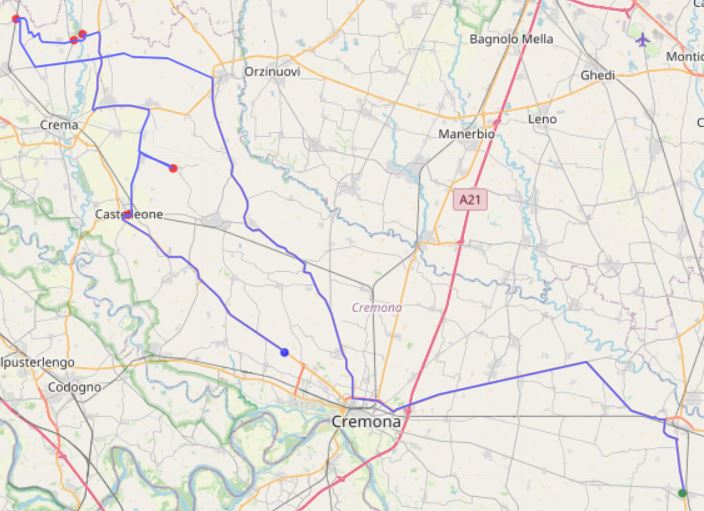 Bagnolo Mella
Orzinuovi
Ghedi
Montic
Leno
Crema
Manerbio
A21
Castelleone
Cremona
lpusterlengo
Codogno
Cremona